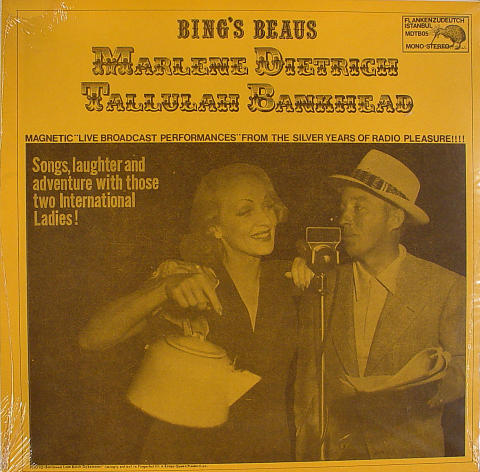 BING'S BEAUS
MARLENE DIETRICH
TALLULAH BANKHEAD
FLANKENZUDEUTCH
ISTANBUL
MDTB05
MONO-STEREO
MAGNETIC "LIVE BROADCAST PERFORMANCES" FROM THE SILVER YEARS OF RADIO PLEASURE!!!!
Songs, laughter and
adventure with those
two International
Ladies!